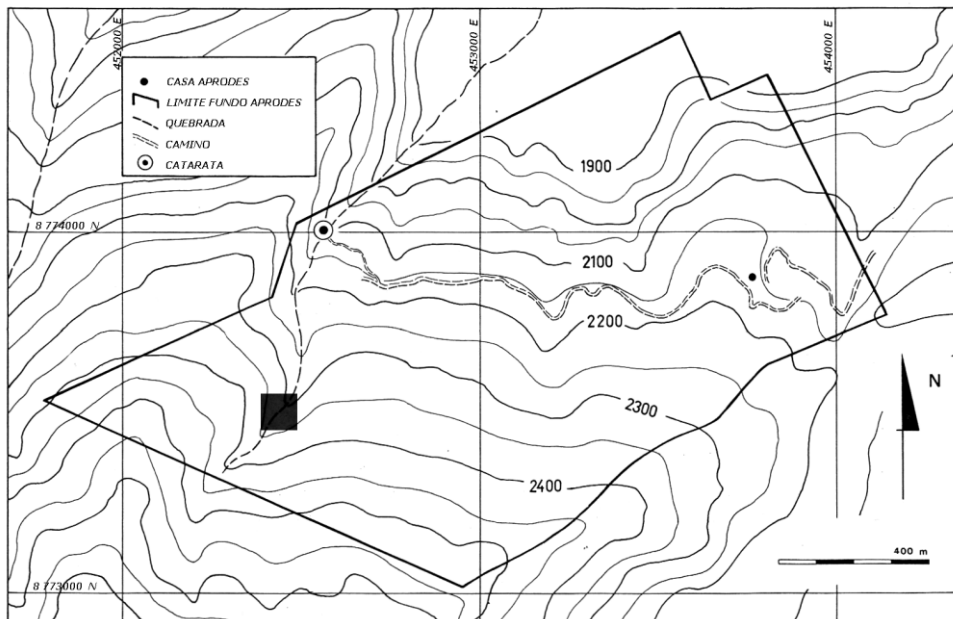 452000 E
453000 E
454000 E
CASA APRODES
LIMITE FUNDO APRODES
QUEBRADA
CAMINO
CATARATA
1900
8 774000 N
2100
2200
2300
N
2400
400 m
8 773000 N